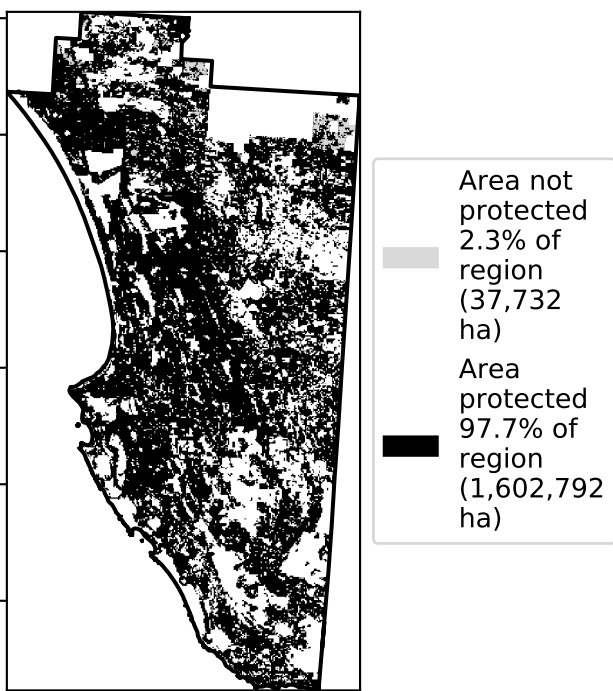 Area not
protected
2.3% of
region
(37,732
ha)
Area
protected
97.7% of
region
(1,602,792
ha)